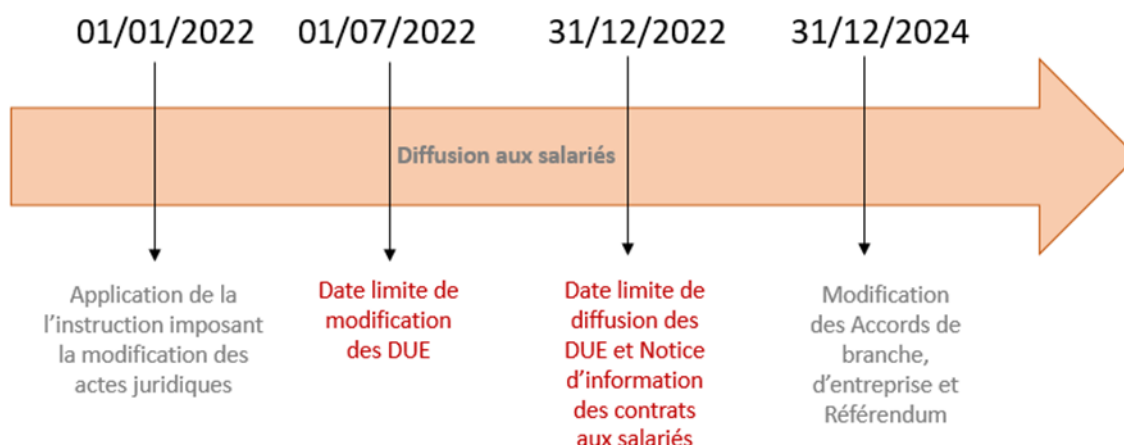 01/01/2022
01/07/2022
31/12/2022
31/12/2024
Diffusion aux salariés
Application de la
l'instruction imposant
la modification des
actes juridiques
Date limite de
modification
des DUE
Date limite de
diffusion des
DUE et Notice
d'information
des contrats
aux salariés
Modification
des Accords de
branche,
d'entreprise et
Référendum